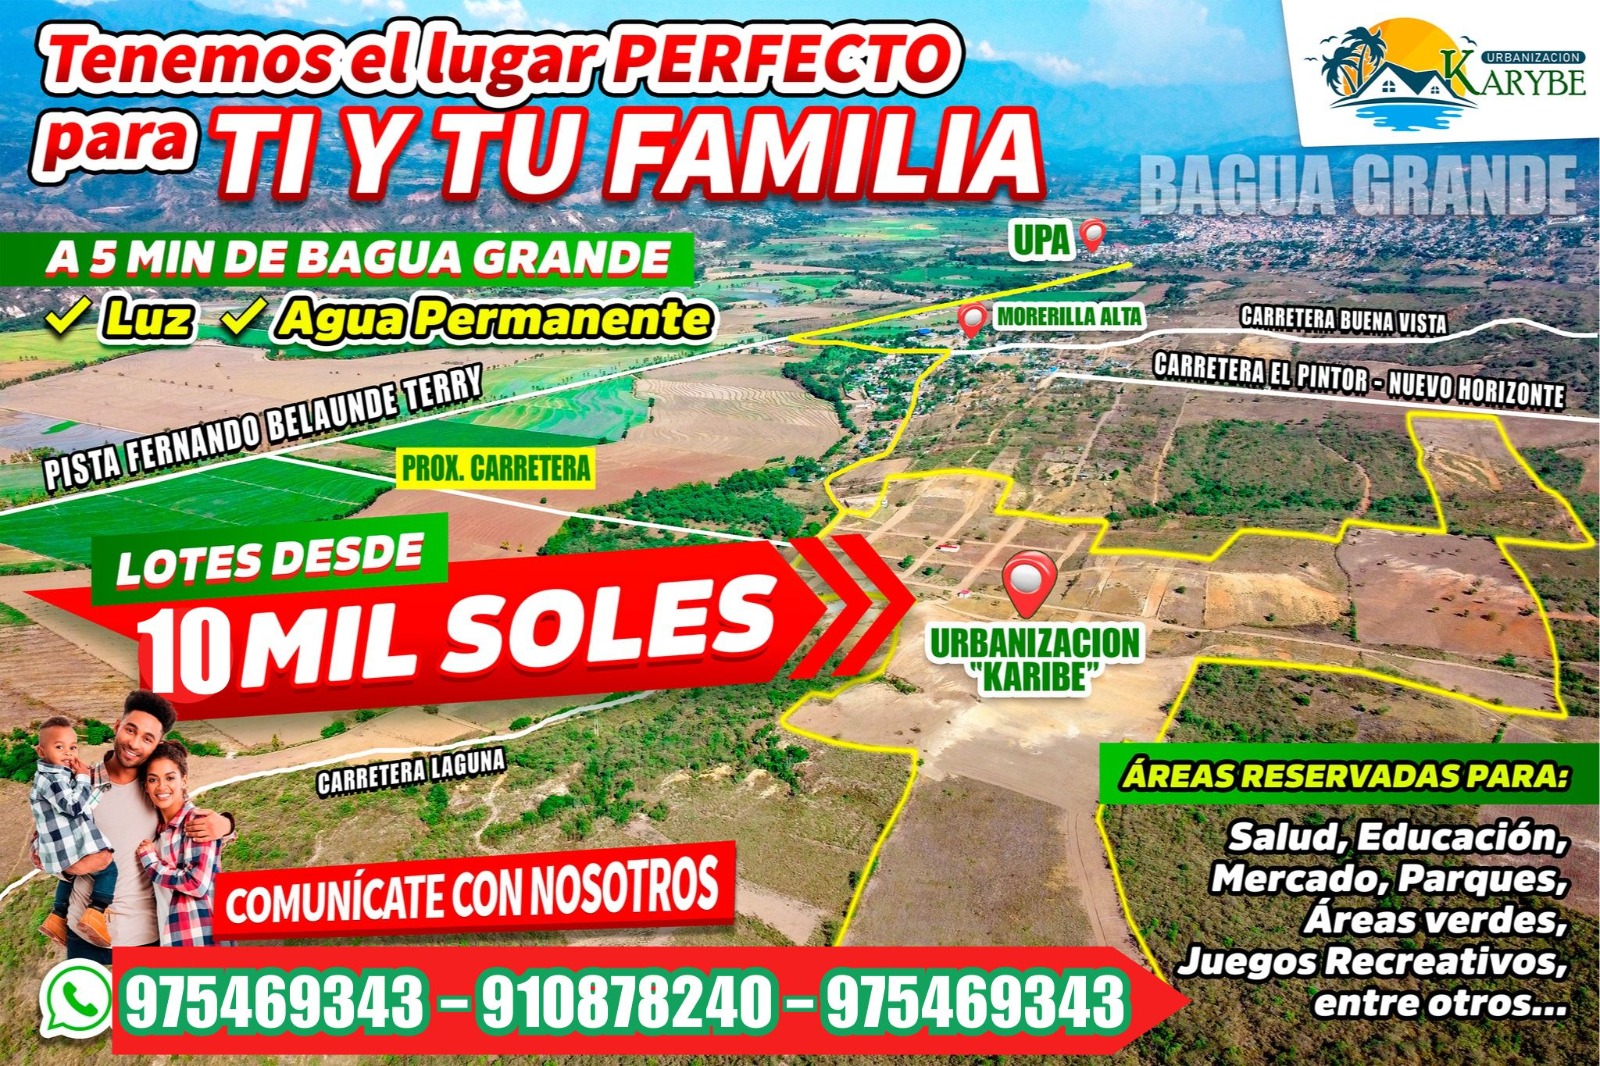 Tenemos el lugar PERFECTO
para TI Y TU FAMILIA
URBANIZACION
KARYBE
BAGUA GRANDE
A 5 MIN DE BAGUA GRANDE
Luz Agua Permanente
UPA
MORERILLA ALTA
CARRETERA BUENA VISTA
CARRETERA EL PINTOR - NUEVO HORIZONTE
PISTA FERNANDO BELAUNDE TERRY
PROX. CARRETERA
LOTES DESDE
10 MIL SOLES
URBANIZACION
"KARIBE"
CARRETERA LAGUNA
ÁREAS RESERVADAS PARA:
Salud, Educación,
Mercado, Parques,
Áreas verdes,
Juegos Recreativos,
entre otros...
COMUNÍCATE CON NOSOTROS
975469343 - 910878240 - 975469343